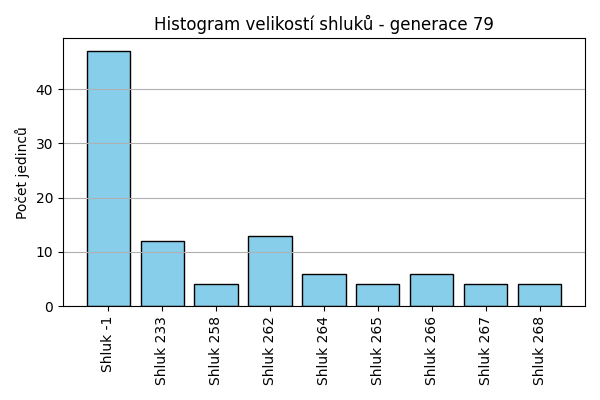 Histogram velikostí shluků - generace 79
Počet jedinců
40
30
20
10
0
Shluk -1
Shluk 233
Shluk 258
Shluk 262
Shluk 264
Shluk 265
Shluk 266
Shluk 267
Shluk 268